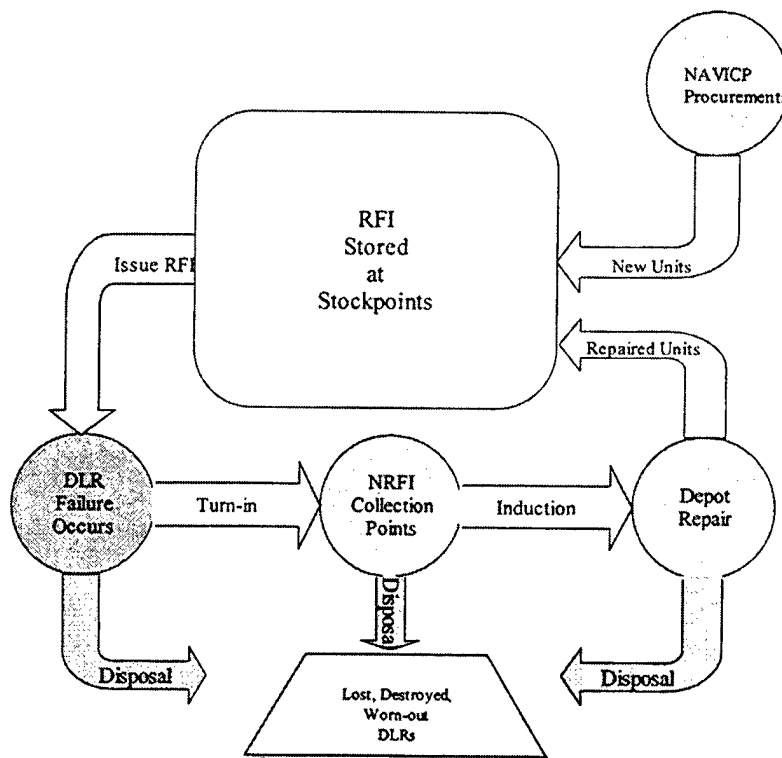 NAVICP
Procurement
RFI
Stored
at
Stockpoints
Issue RFI
New Units
Repaired Units
DLR
Failure
Occurs
Turn-in
NRFI
Collection
Points
Induction
Depot
Repair
Disposal
Disposal
Disposal
Lost, Destroyed,
Worn-out
DLRs